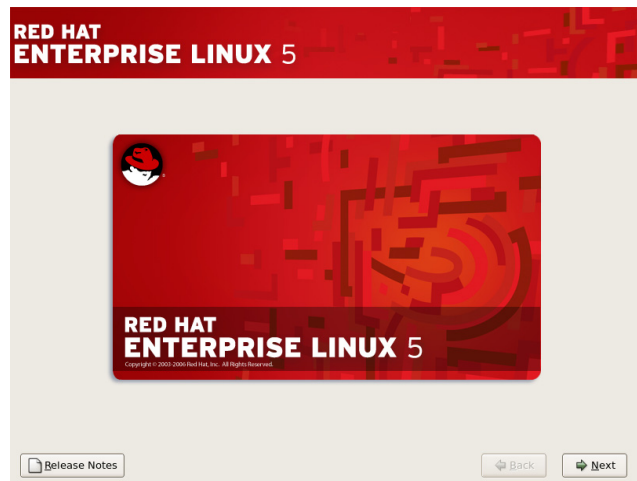 RED HAT
ENTERPRISE LINUX 5
RED HAT
ENTERPRISE LINUX 5
Copyright © 2003-2006 Red Hat, Inc. All Rights Reserved.
Release Notes
Back
Next